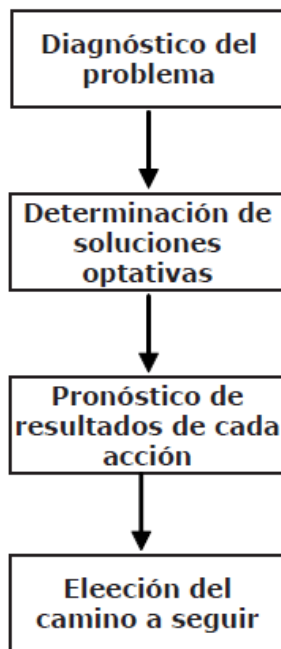 Diagnóstico del
problema
Determinación de
soluciones
optativas
Pronóstico de
resultados de cada
acción
Eleección del
camino a seguir